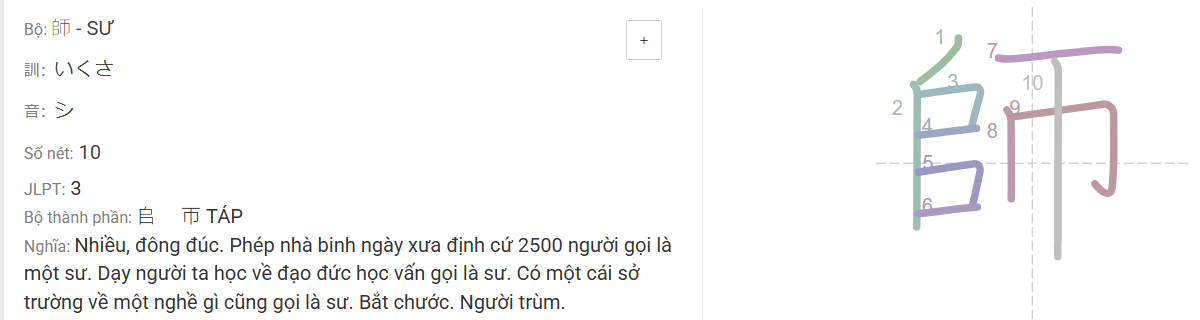 Bộ: 師 - SƯ
+
訓: いくさ
音: シ
Số nét: 10
JLPT: 3
Bộ thành phần: 𠂤 帀 TÁP
Nghĩa: Nhiều, đông đúc. Phép nhà binh ngày xưa định cứ 2500 người gọi là
một sư. Dạy người ta học về đạo đức học vấn gọi là sư. Có một cái sở
trường về một nghề gì cũng gọi là sư. Bắt chước. Người trùm.
師
1
2
3
4
5
6
7
8
9
10